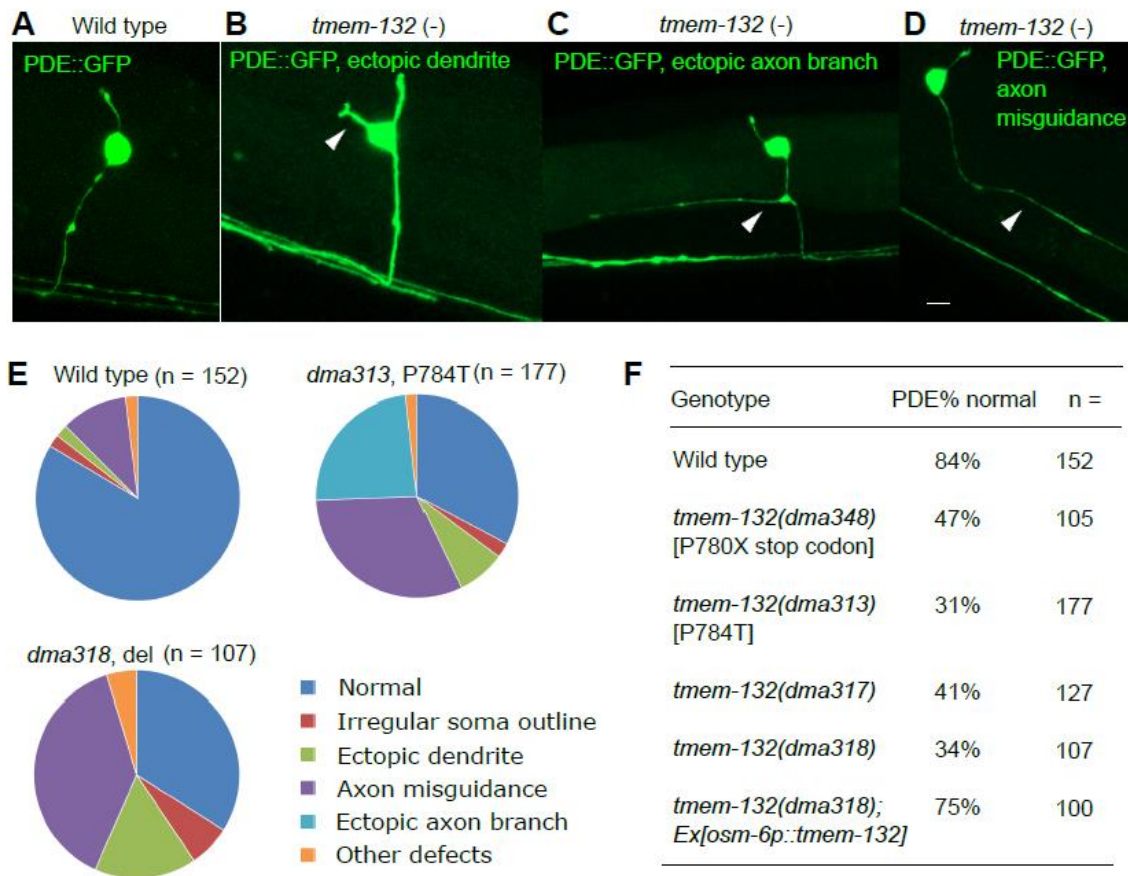 A Wild type
PDE::GFP
B tmem-132 (-)
PDE::GFP, ectopic dendrite
C tmem-132 (-)
PDE::GFP, ectopic axon branch
D tmem-132 (-)
PDE::GFP,
axon
misguidance
E Wild type (n = 152)
dma313, P784T (n = 177)
dma318, del (n = 107)
Normal
Irregular soma outline
Ectopic dendrite
Axon misguidance
Ectopic axon branch
Other defects
F
Genotype PDE% normal n =
Wild type 84% 152
tmem-132(dma348) 47% 105
[P780X stop codon]
tmem-132(dma313) 31% 177
[P784T]
tmem-132(dma317) 41% 127
tmem-132(dma318) 34% 107
tmem-132(dma318); 75% 100
Ex[osm-6p::tmem-132]